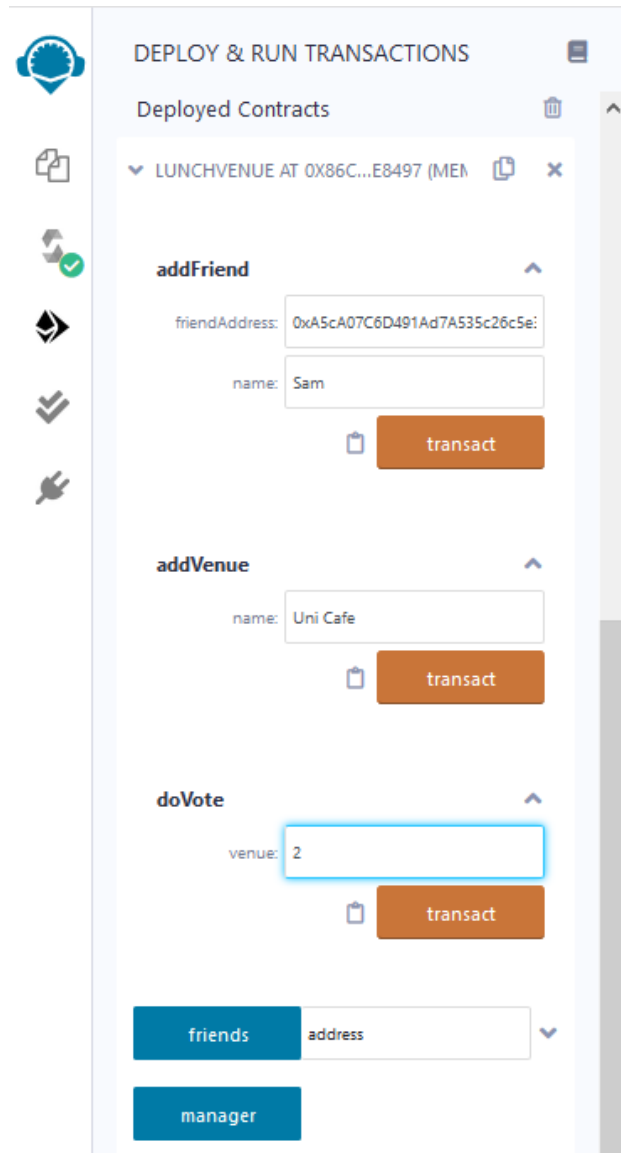 DEPLOY & RUN TRANSACTIONS
Deployed Contracts
LUNCHVENUE AT 0X86C...E8497 (MEM
addFriend
friendAddress: 0xA5cA07C6D491Ad7A535c26c5e
name: Sam
transact
addVenue
name: Uni Cafe
transact
doVote
venue: 2
transact
friends address
manager